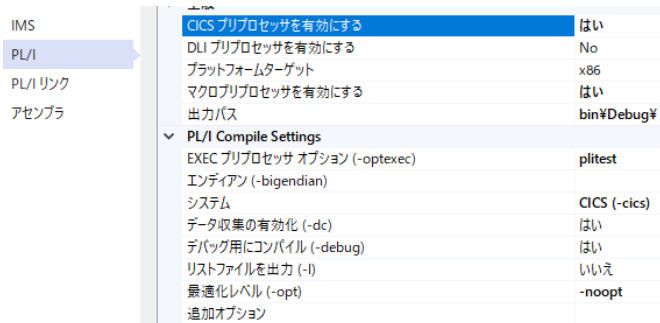 IMS
PL/I
PL/I リンク
アセンブラ
CICS プリプロセッサを有効にする はい
DLI プリプロセッサを有効にする No
プラットフォームターゲット x86
マクロプリプロセッサを有効にする はい
出力パス bin¥Debug¥
PL/I Compile Settings
EXEC プリプロセッサ オプション (-optexec) plitest
エンディアン (-bigendian)
システム CICS (-cics)
データ収集の有効化 (-dc) はい
デバッグ用にコンパイル (-debug) はい
リストファイルを出力 (-l) いいえ
最適化レベル (-opt) -noopt
追加オプション